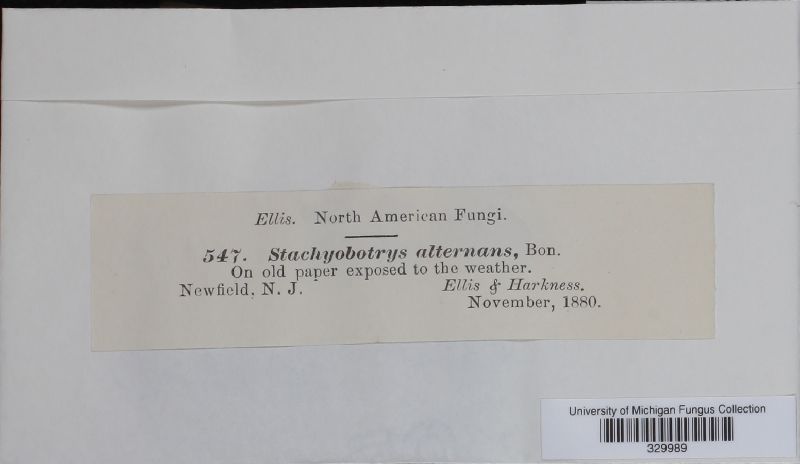 Ellis. North American Fungi.
547. Stachyobotrys alternans, Bon.
On old paper exposed to the weather.
Newfield, N. J. Ellis & Harkness.
November, 1880.
University of Michigan Fungus Collection
329989